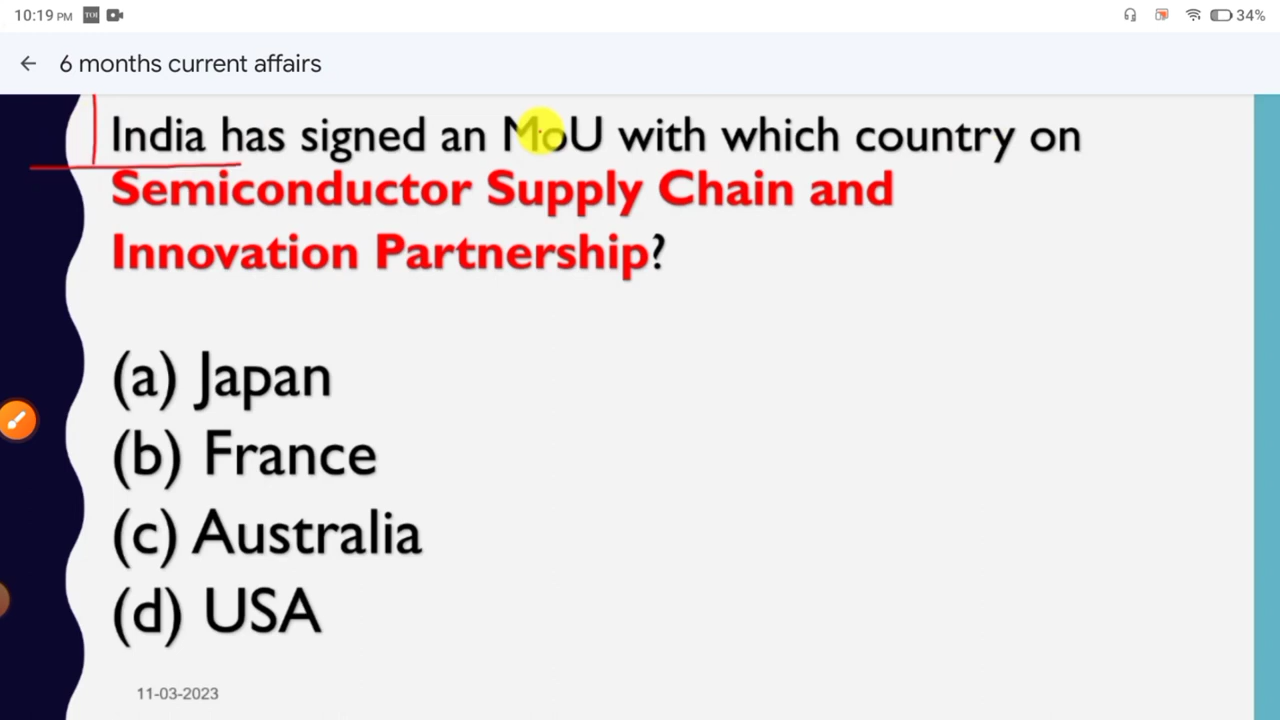 10:19 PM TOI 34%
6 months current affairs
India has signed an MoU with which country on
Semiconductor Supply Chain and
Innovation Partnership?
(a) Japan
(b) France
(c) Australia
(d) USA
11-03-2023